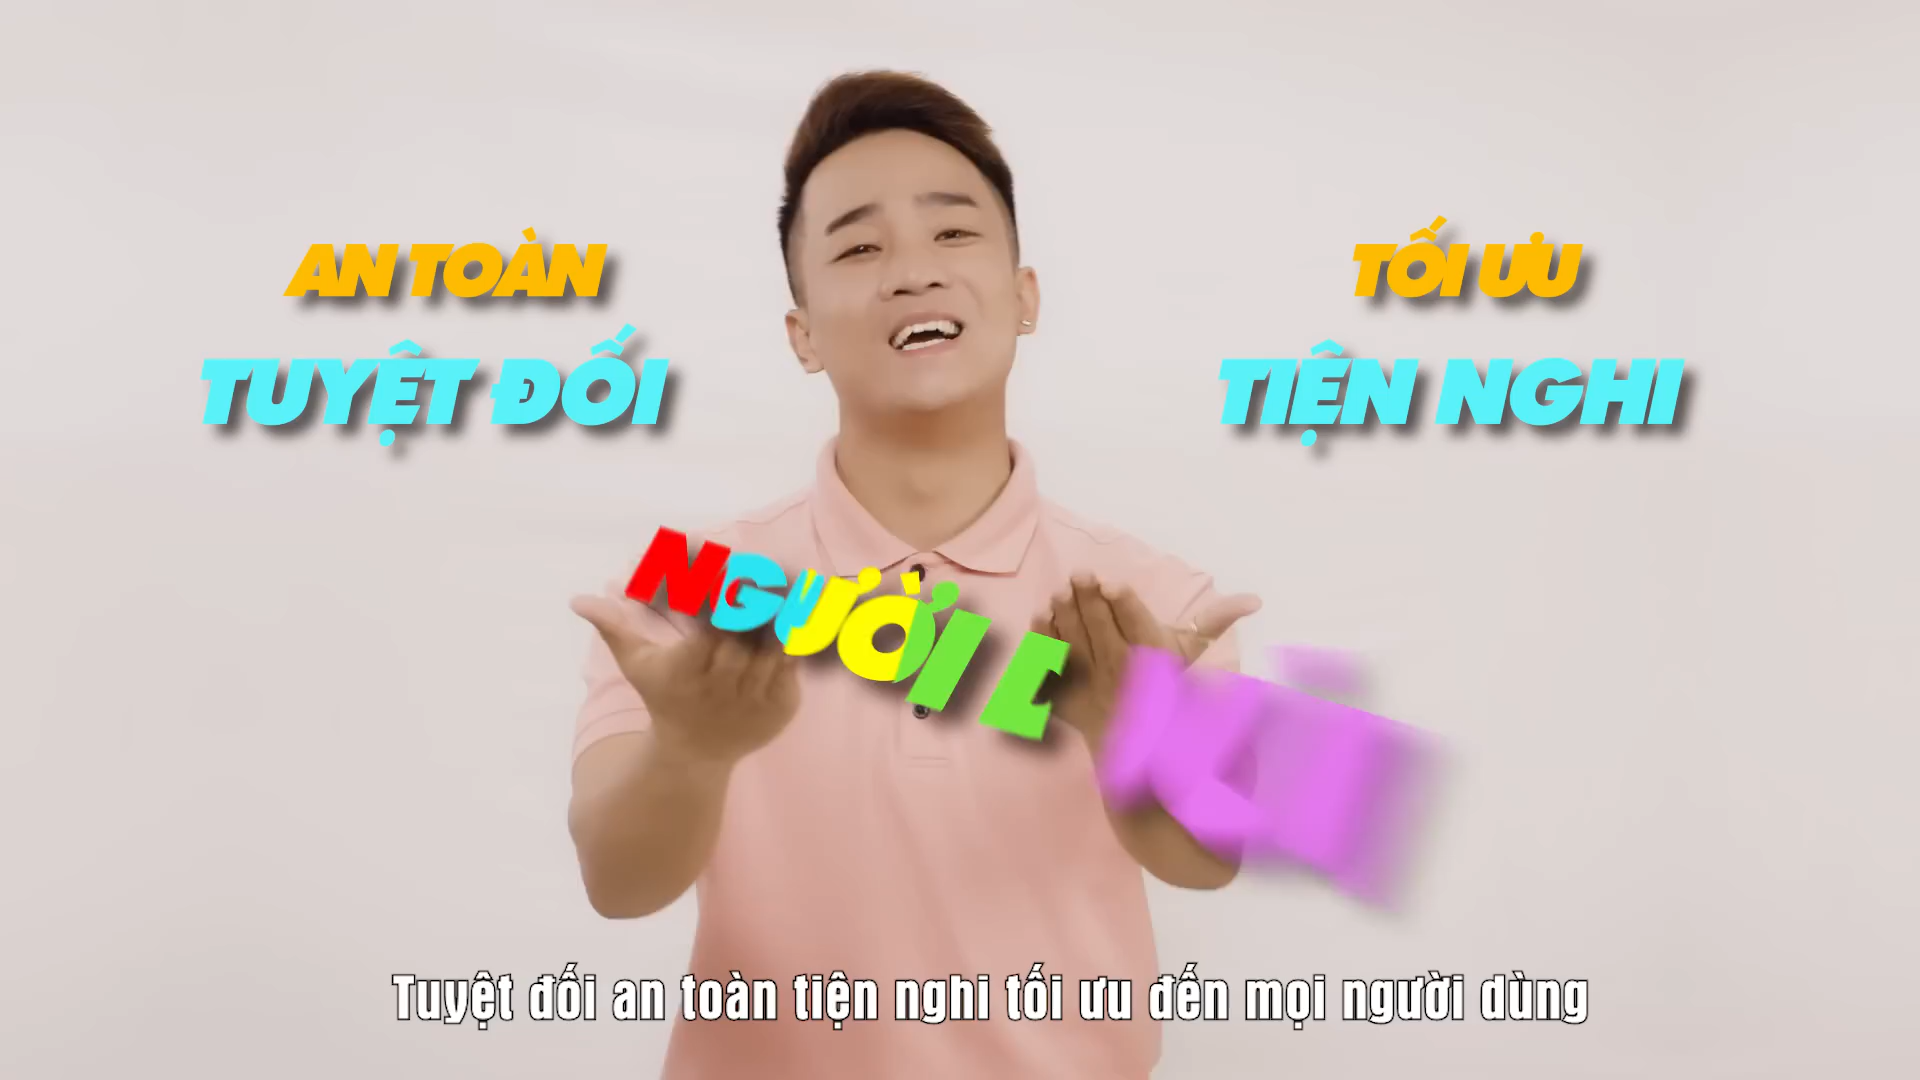 AN TOÀN
TUYỆT ĐỐI
TỐI ƯU
TIỆN NGHI
NGƯỜI
Tuyệt đối an toàn tiện nghi tối ưu đến mọi người dùng